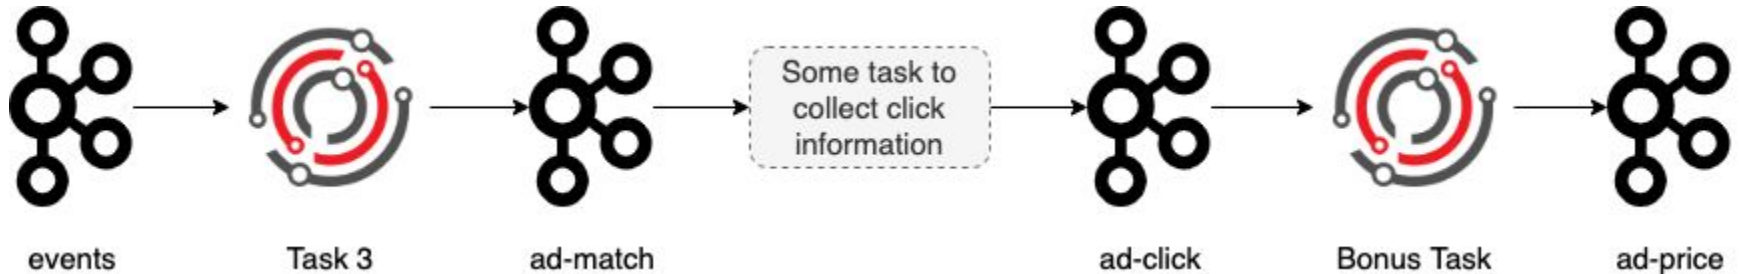 Some task to
collect click
information
events
Task 3
ad-match
ad-click
Bonus Task
ad-price